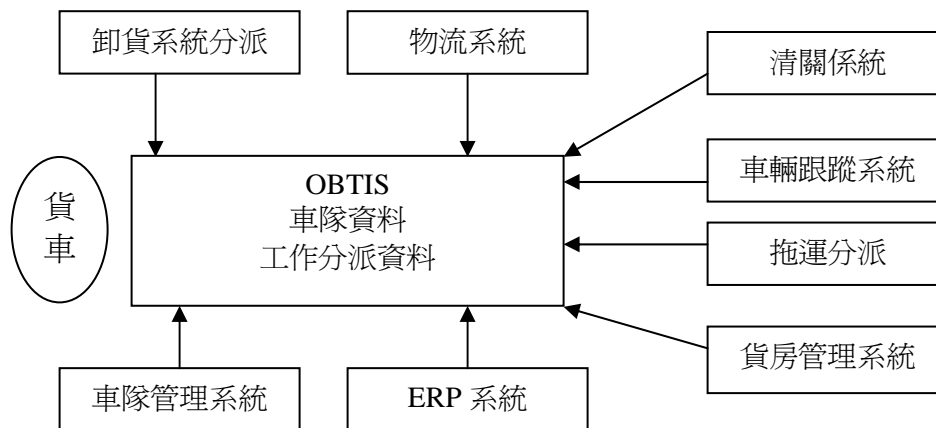 卸貨系統分派
物流系統
清關係統
車輛跟蹤系統
拖運分派
貨房管理系統
貨
車
OBTIS
車隊資料
工作分派資料
車隊管理系統
ERP 系統